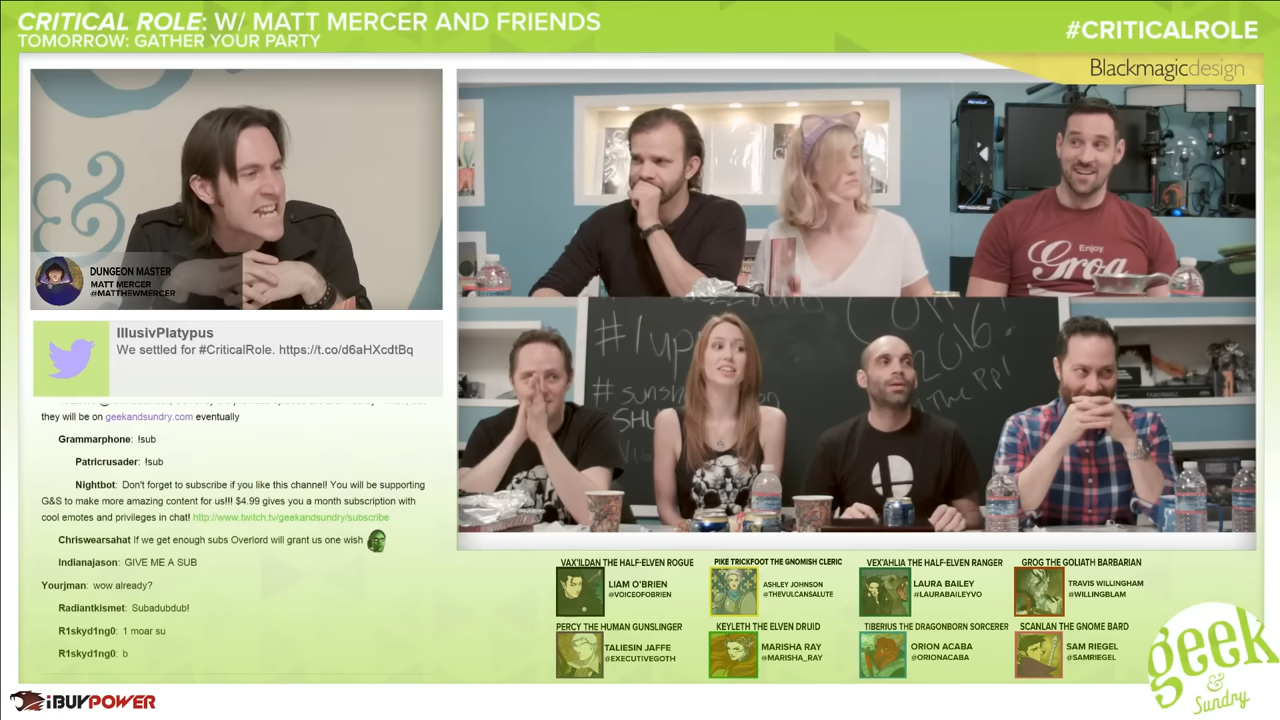 CRITICAL ROLE: W/ MATT MERCER AND FRIENDS
TOMORROW: GATHER YOUR PARTY
#CRITICALROLE
Blackmagicdesign
&
DUNGEON MASTER
MATT MERCER
@MATTHEWMERCER
Enjoy
Grog
IllusivPlatypus
We settled for #CriticalRole. https://t.co/d6aHXcdtBq
they will be on geekandsundry.com eventually
Grammarphone: !sub
Patricrusader: !sub
Nightbot: Don't forget to subscribe if you like this channel! You will be supporting
G&S to make more amazing content for us!!! $4.99 gives you a month subscription with
cool emotes and privileges in chat! http://www.twitch.tv/geekandsundry/subscribe
Chriswearsahat If we get enough subs Overlord will grant us one wish
Indianajason: GIVE ME A SUB
Yourjman: wow already?
Radiantkismet: Subadubdub!
R1skyd1ng0: 1 moar su
R1skyd1ng0: b
2016
VAX'ILDAN THE HALF-ELVEN ROGUE
LIAM O'BRIEN
@VOICEOFOBRIEN
PIKE TRICKFOOT THE GNOMISH CLERIC
ASHLEY JOHNSON
@THEVULCANSALUTE
VEX'AHLIA THE HALF-ELVEN RANGER
LAURA BAILEY
@LAURABAILEYVO
GROG THE GOLIATH BARBARIAN
TRAVIS WILLINGHAM
@WILLINGBLAM
PERCY THE HUMAN GUNSLINGER
TALIESIN JAFFE
@EXECUTIVEGOTH
KEYLETH THE ELVEN DRUID
MARISHA RAY
@MARISHA_RAY
TIBERIUS THE DRAGONBORN SORCERER
ORION ACABA
@ORIONACABA
SCANLAN THE GNOME BARD
SAM RIEGEL
@SAMRIEGEL
geek
&
Sundry
iBUYPOWER